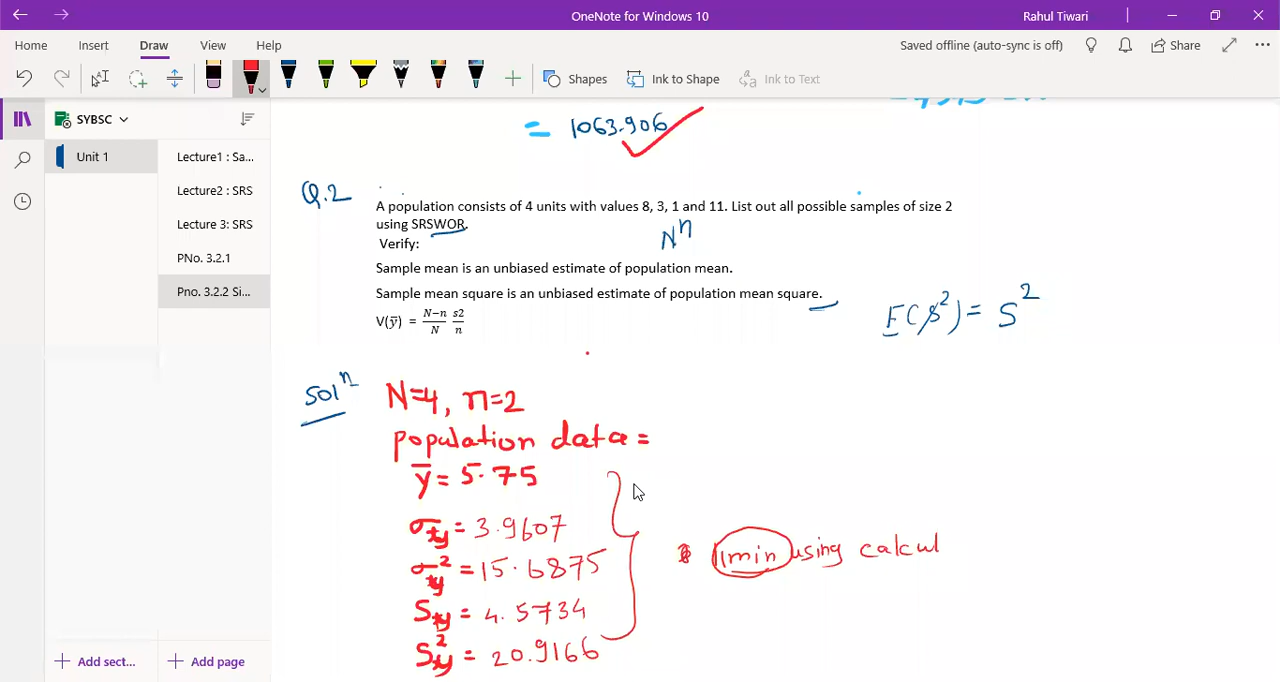 OneNote for Windows 10
Rahul Tiwari
Home Insert Draw View Help
Saved offline (auto-sync is off) Share
Shapes Ink to Shape Ink to Text
SYBSC
Unit 1
Lecture1 : Sa...
Lecture2 : SRS
Lecture 3: SRS
PNo. 3.2.1
Pno. 3.2.2 Si...
Add sect... Add page
= 1063.906
Q.2
A population consists of 4 units with values 8, 3, 1 and 11. List out all possible samples of size 2
using SRSWOR.
N^n
Verify:
Sample mean is an unbiased estimate of population mean.
Sample mean square is an unbiased estimate of population mean square.
E(s²) = S²
V(y̅) = N−n/N s2/n
Solⁿ
N=4, n=2
population data =
y̅ = 5.75
σy = 3.9607
σy² = 15.6875
Sy = 4.5734
Sy² = 20.9166
1min using calcul